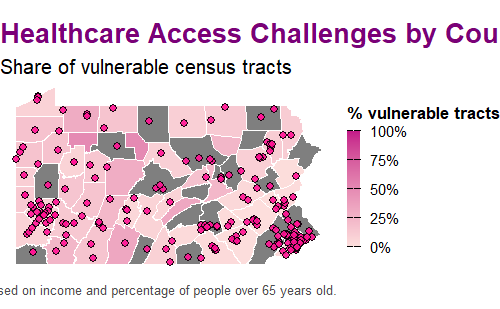 Healthcare Access Challenges by Cou
Share of vulnerable census tracts
% vulnerable tracts
100%
75%
50%
25%
0%
sed on income and percentage of people over 65 years old.